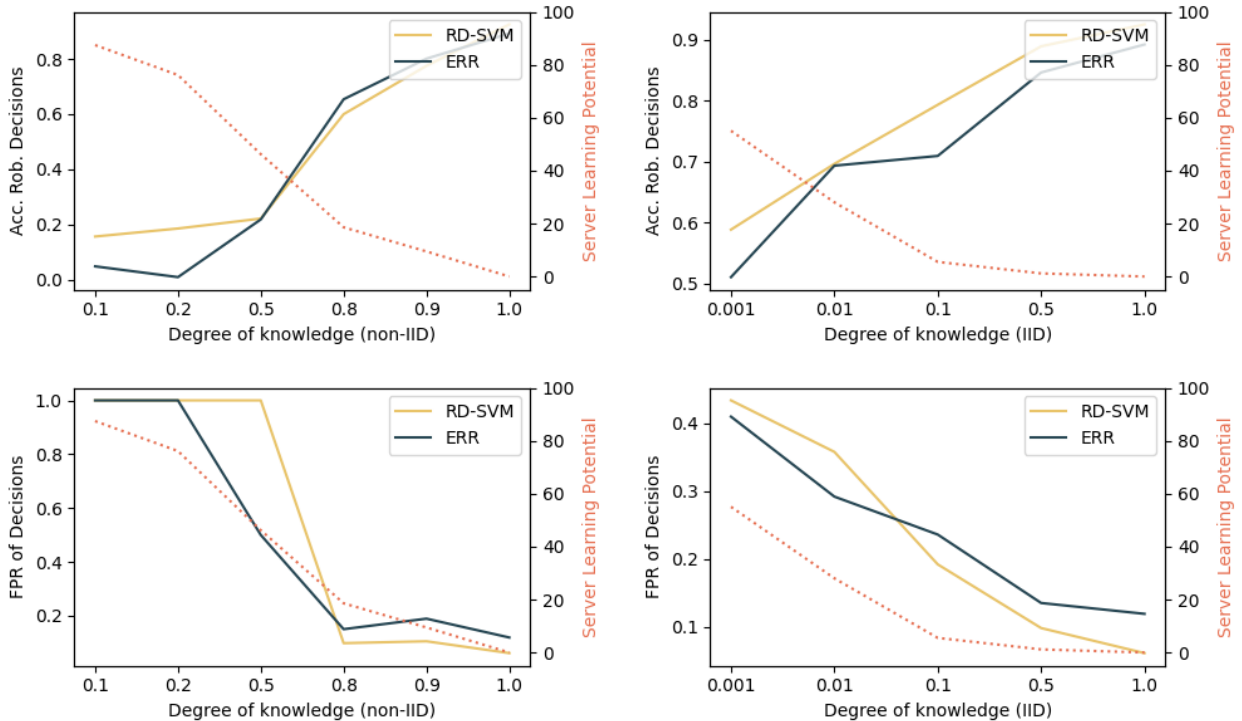 Acc. Rob. Decisions
0.8
0.6
0.4
0.2
0.0
RD-SVM
ERR
100
80
60
40
20
0
Server Learning Potential
0.1 0.2 0.5 0.8 0.9 1.0
Degree of knowledge (non-IID)
Acc. Rob. Decisions
0.9
0.8
0.7
0.6
0.5
RD-SVM
ERR
100
80
60
40
20
0
Server Learning Potential
0.001 0.01 0.1 0.5 1.0
Degree of knowledge (IID)
FPR of Decisions
1.0
0.8
0.6
0.4
0.2
RD-SVM
ERR
100
80
60
40
20
0
Server Learning Potential
0.1 0.2 0.5 0.8 0.9 1.0
Degree of knowledge (non-IID)
FPR of Decisions
0.4
0.3
0.2
0.1
RD-SVM
ERR
100
80
60
40
20
0
Server Learning Potential
0.001 0.01 0.1 0.5 1.0
Degree of knowledge (IID)